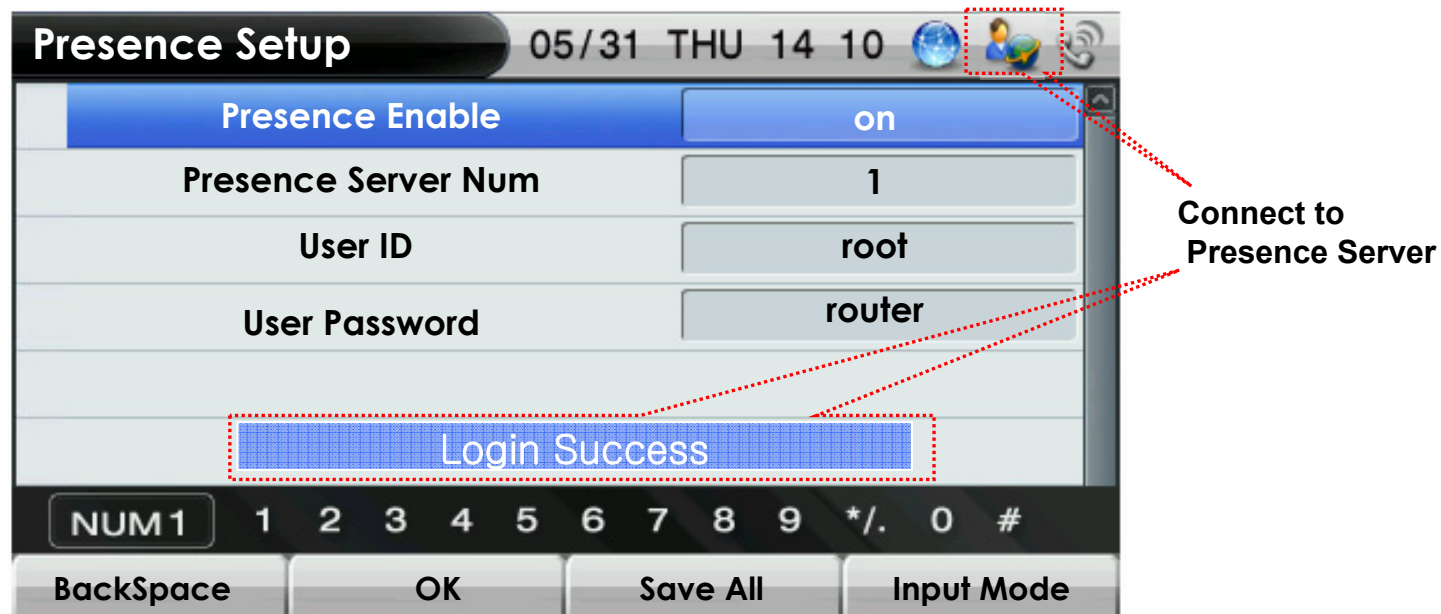 Presence Setup 05/31 THU 14 10
Presence Enable on
Presence Server Num 1
User ID root
User Password router
Connect to
Presence Server
Login Success
NUM1 1 2 3 4 5 6 7 8 9 */. 0 #
BackSpace OK Save All Input Mode